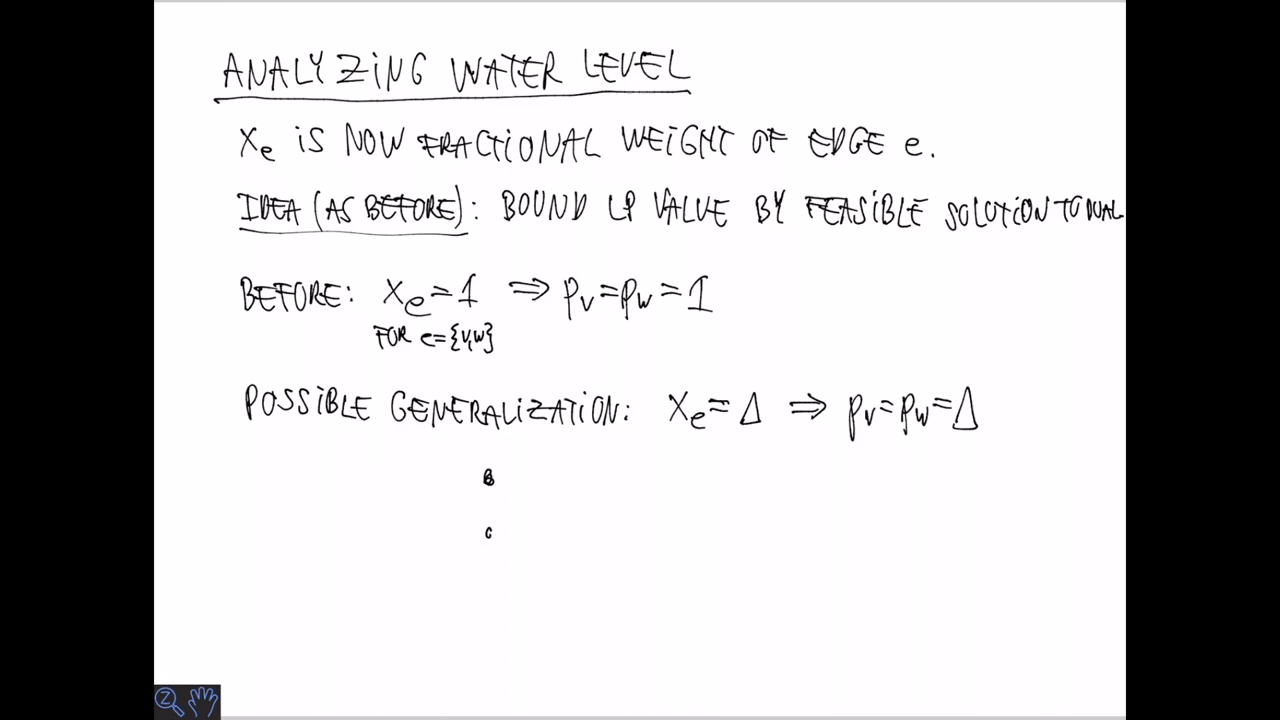 ANALYZING WATER LEVEL
Xe IS NOW FRACTIONAL WEIGHT OF EDGE e.
IDEA (AS BEFORE): BOUND LP VALUE BY FEASIBLE SOLUTION TO DUAL
BEFORE: Xe=1 ⇒ pv=pw=1
FOR e={v,w}
POSSIBLE GENERALIZATION: Xe=Δ ⇒ pv=pw=Δ
Z